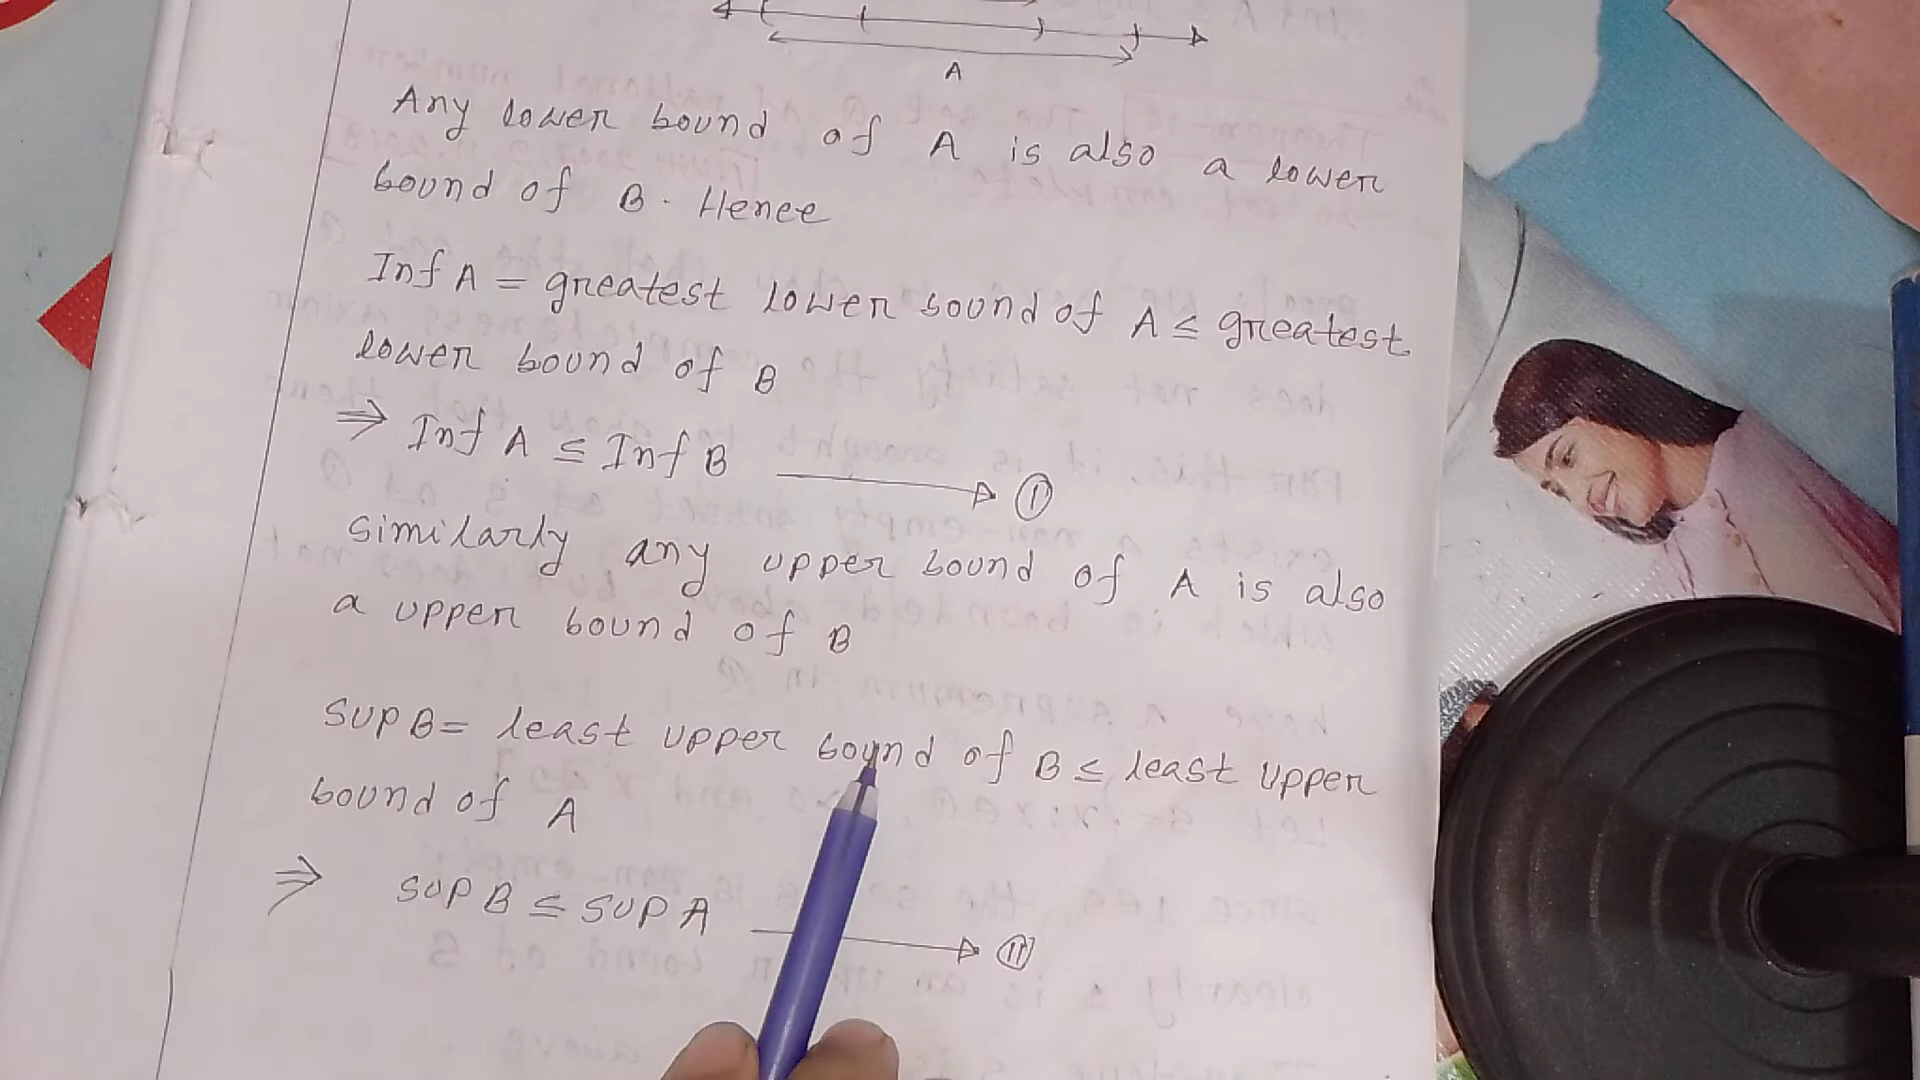 A
Any lower bound of A is also a lower
bound of B. Hence
Inf A = greatest lower bound of A ≤ greatest
lower bound of B
⇒ Inf A ≤ Inf B ⟶ ①
Similarly any upper bound of A is also
a upper bound of B
SUP B = least upper bound of B ≤ least upper
bound of A
⇒ SUP B ≤ SUP A ⟶ ⑪